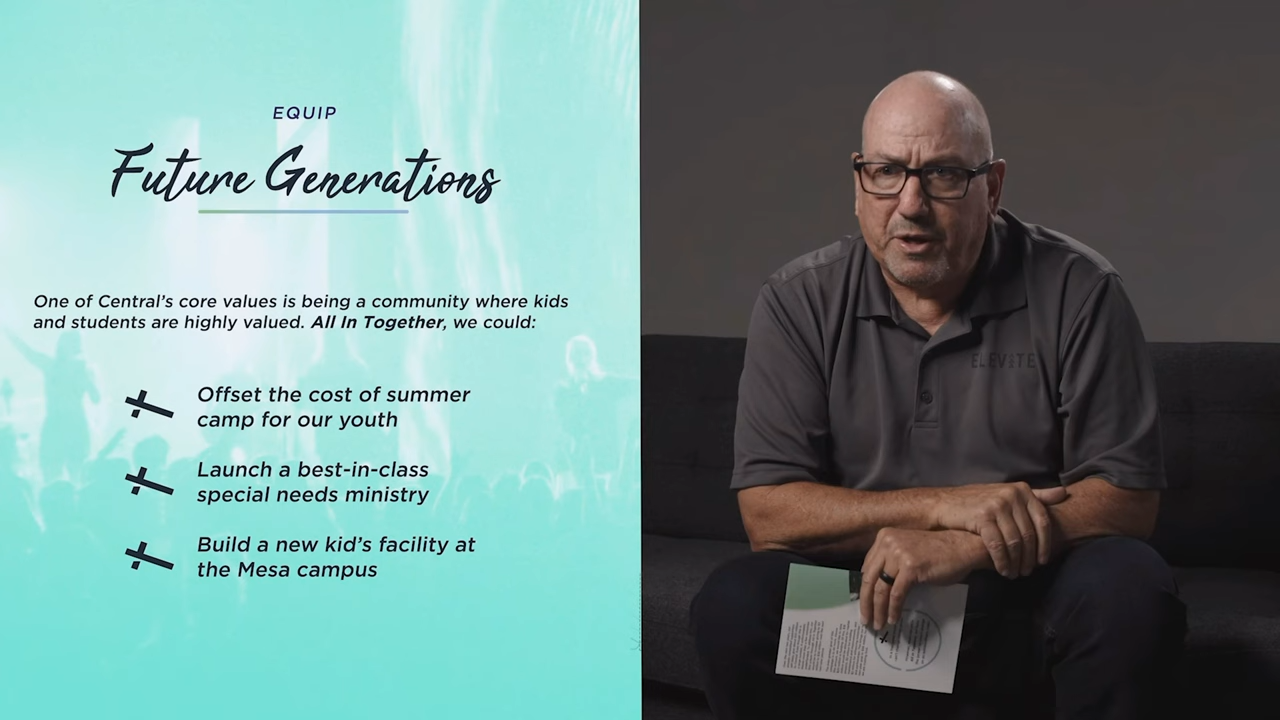 EQUIP
Future Generations
One of Central's core values is being a community where kids
and students are highly valued. All In Together, we could:
Offset the cost of summer
camp for our youth
Launch a best-in-class
special needs ministry
Build a new kid's facility at
the Mesa campus
ELEVATE